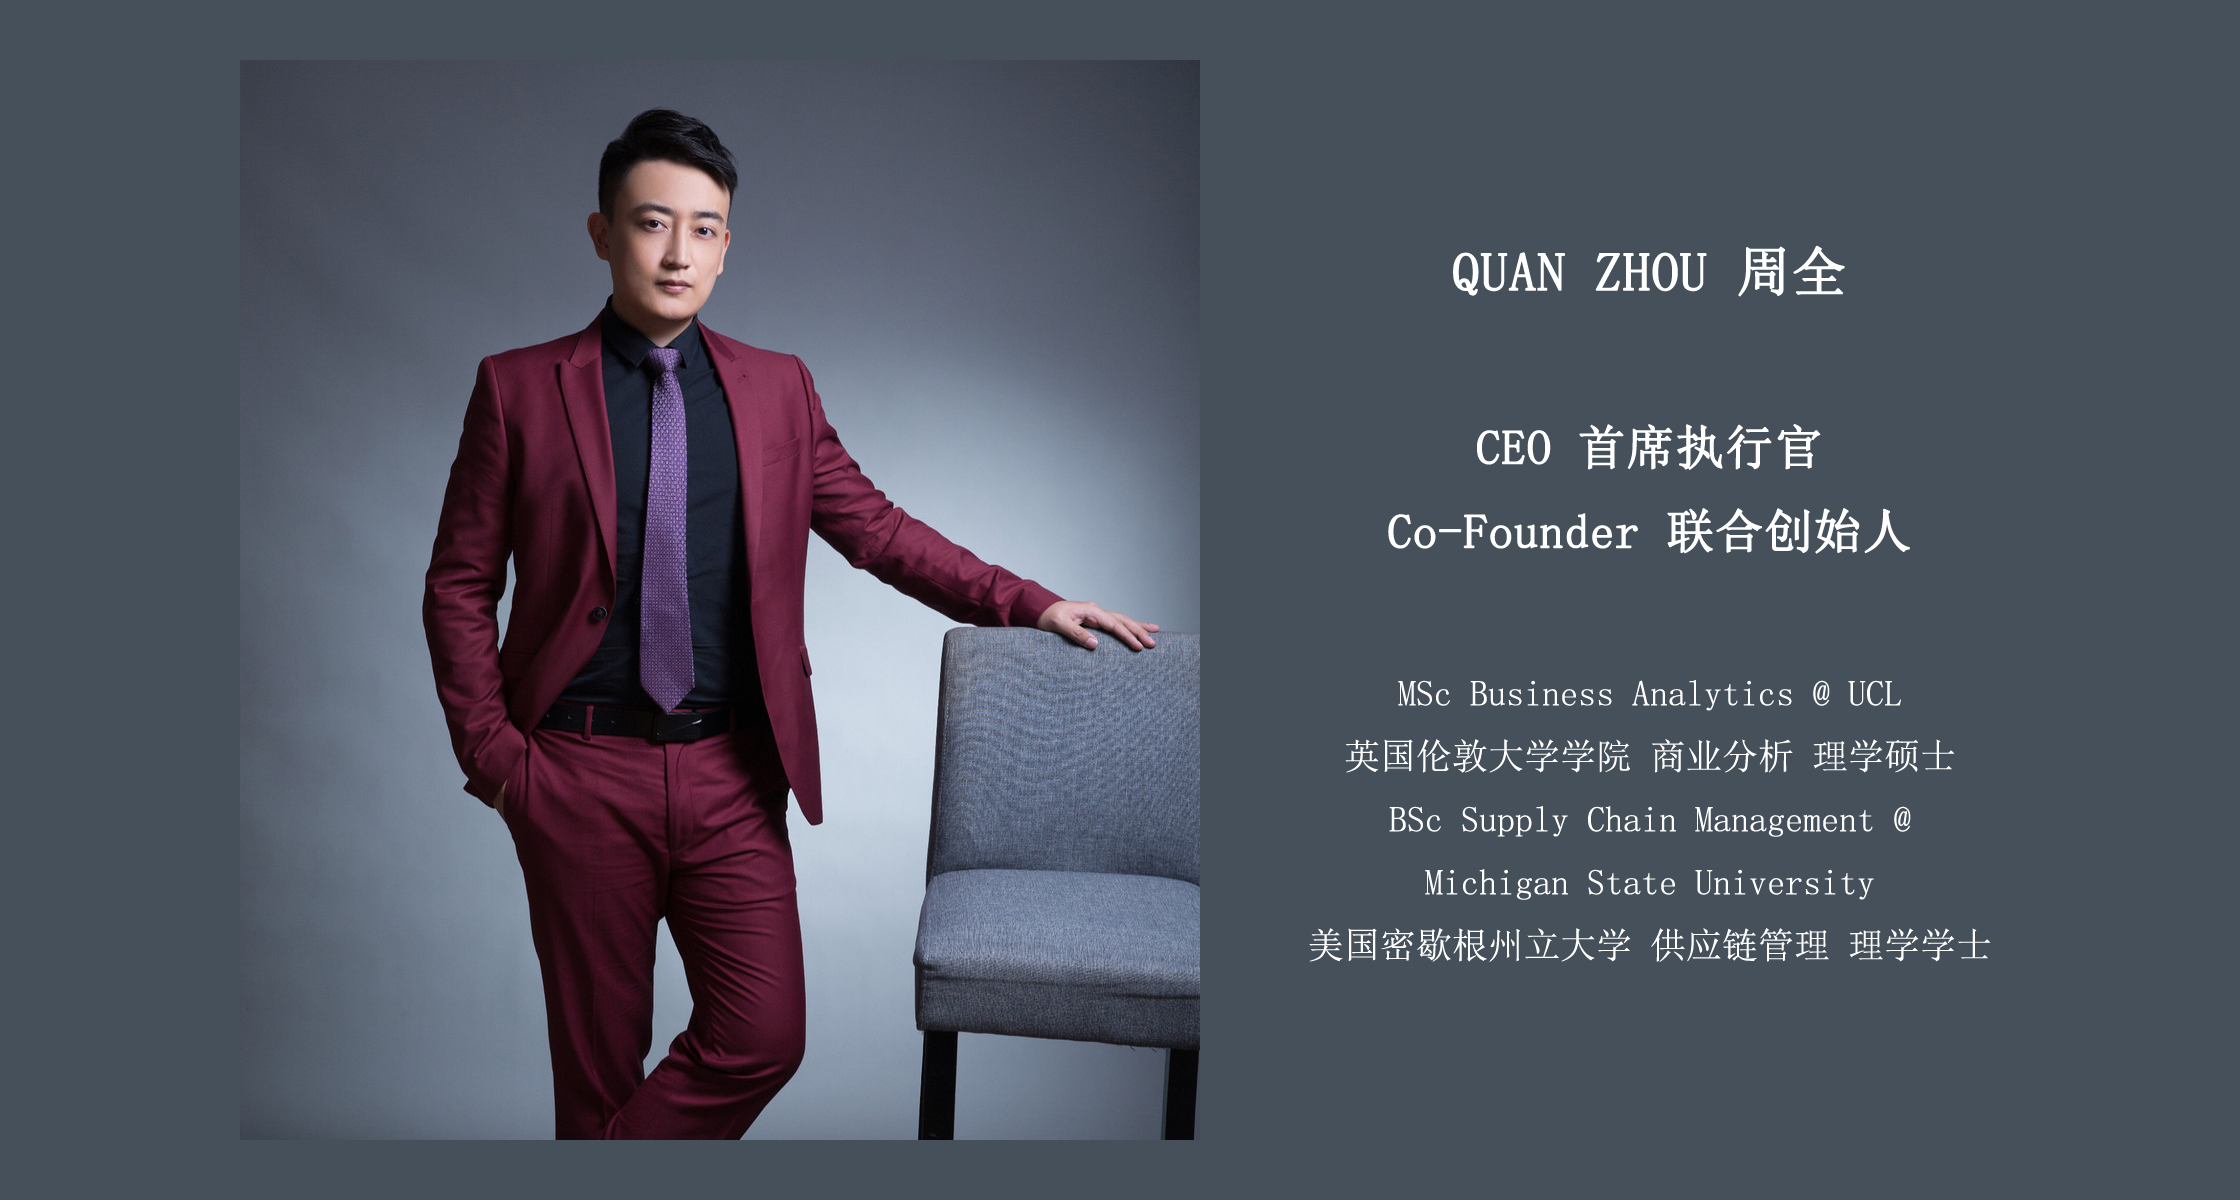 QUAN ZHOU 周全
CEO 首席执行官
Co-Founder 联合创始人
MSc Business Analytics @ UCL
英国伦敦大学学院 商业分析 理学硕士
BSc Supply Chain Management @
Michigan State University
美国密歇根州立大学 供应链管理 理学学士